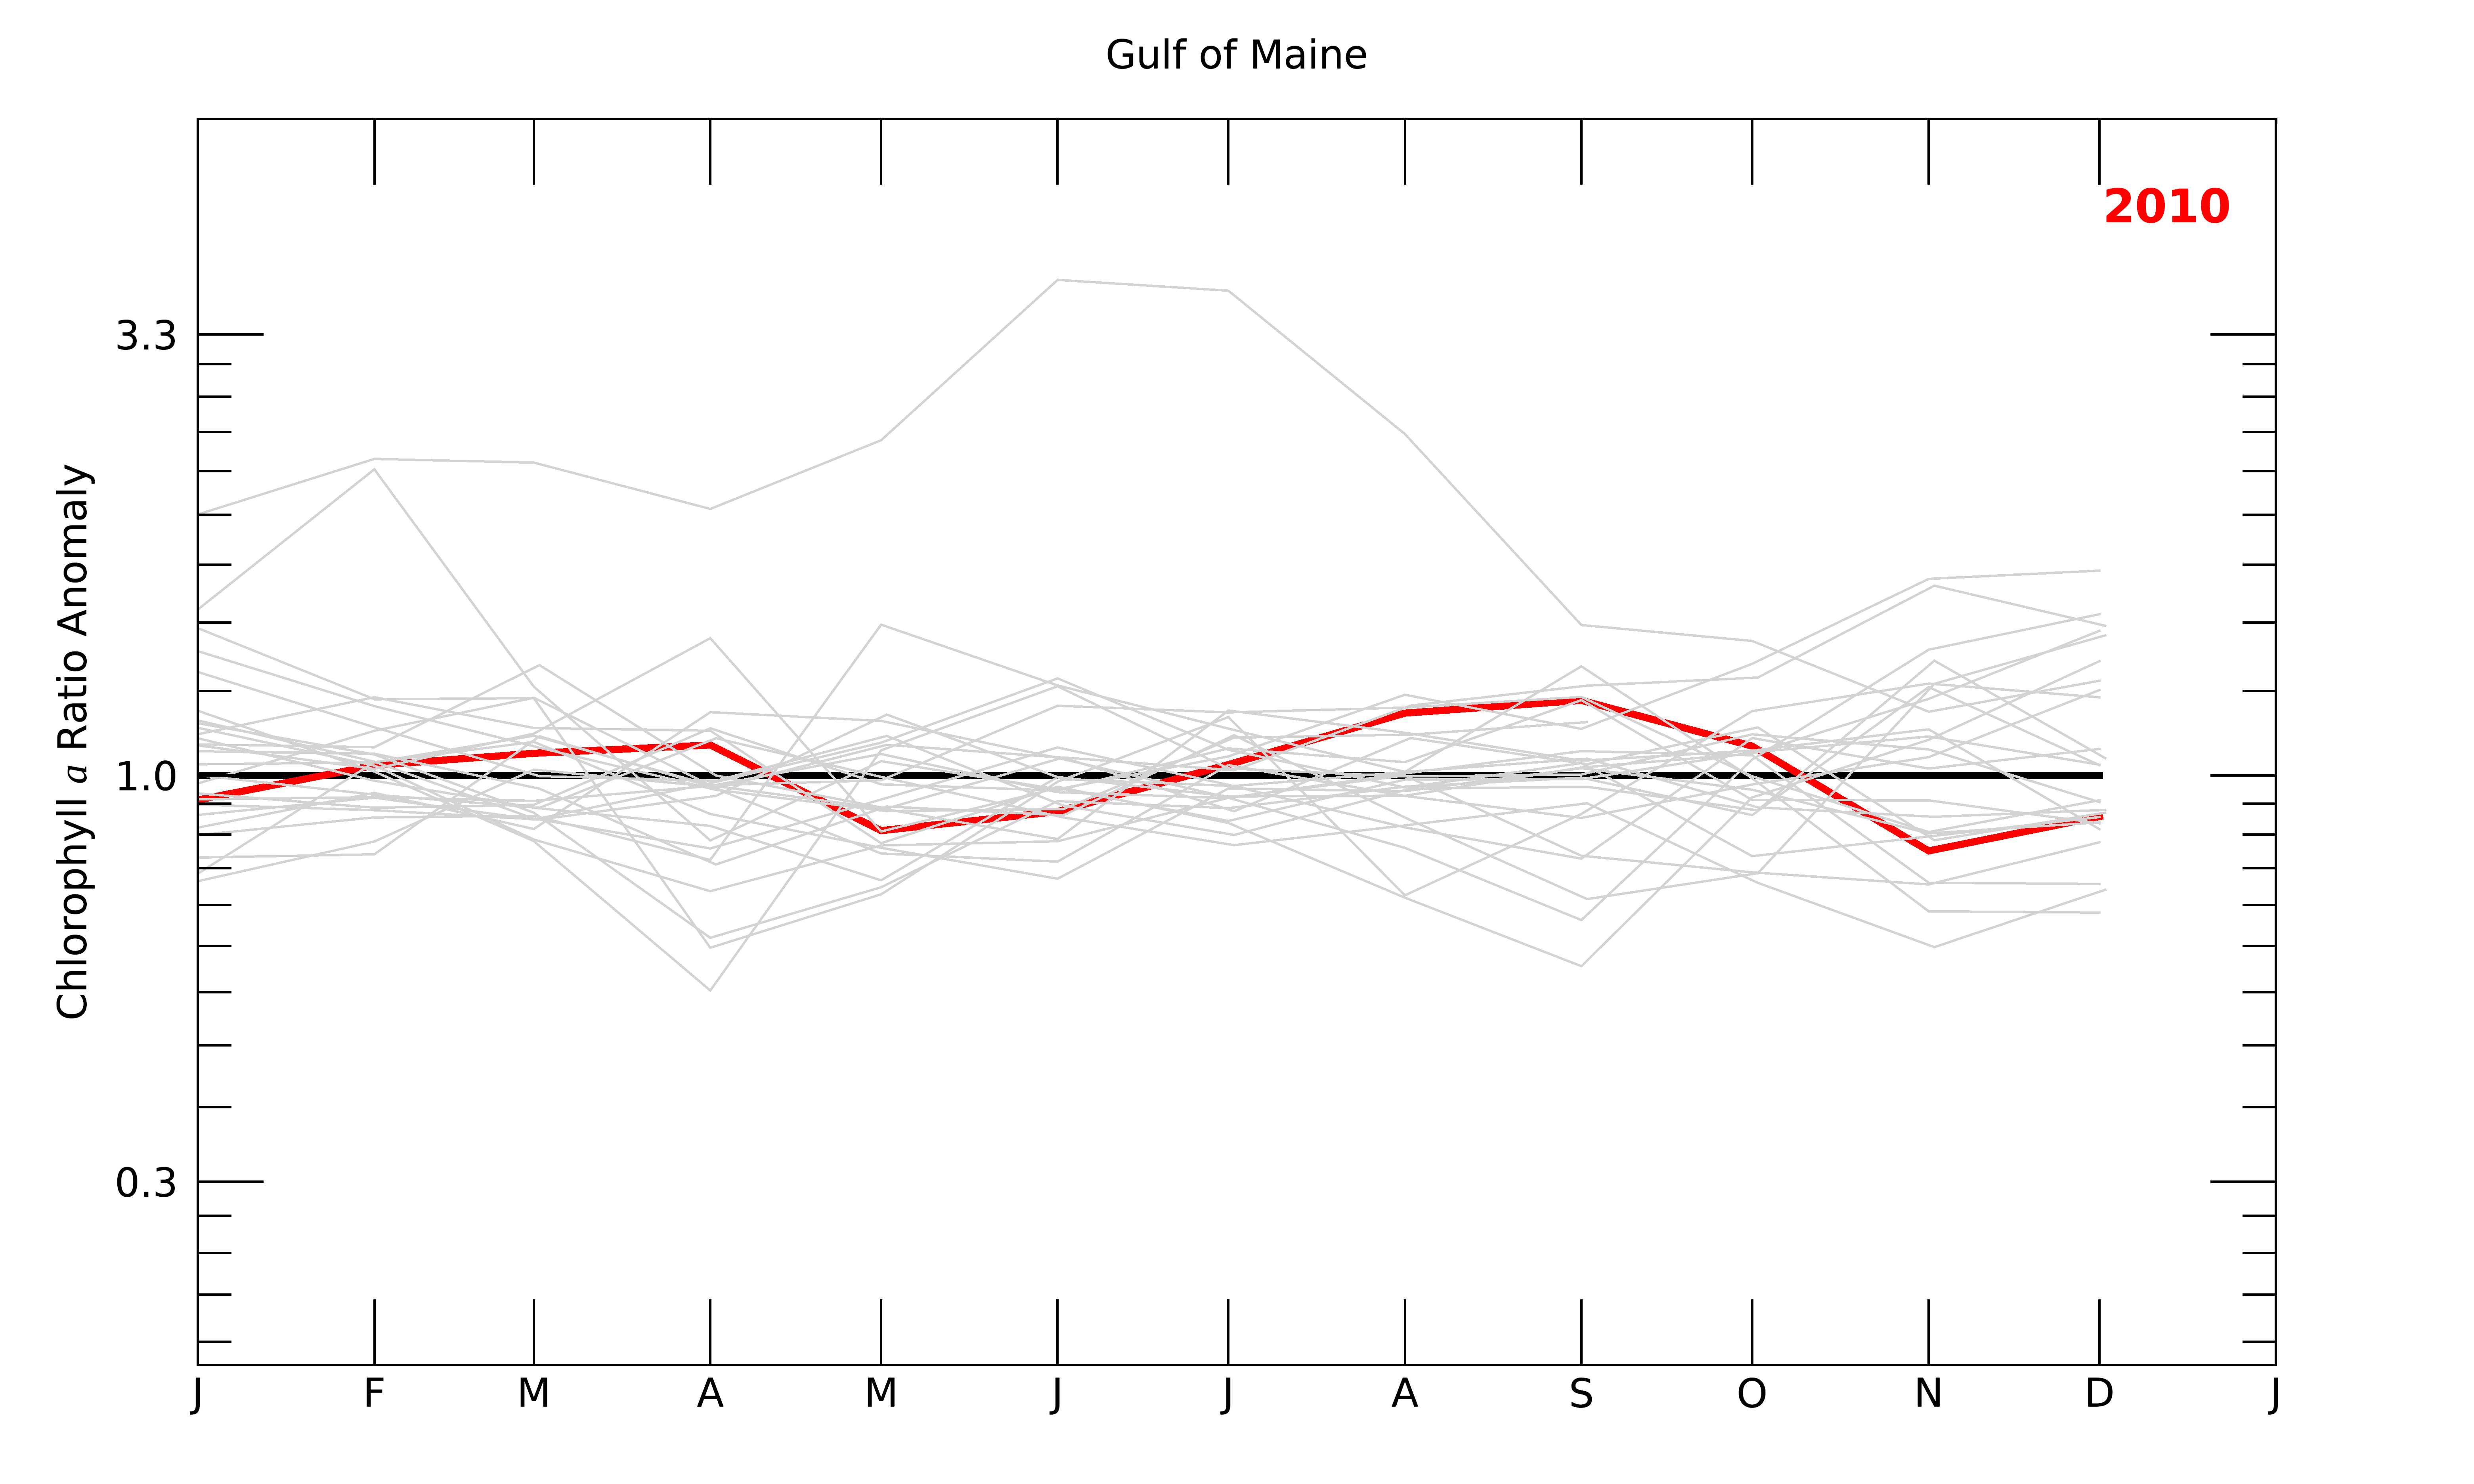 Gulf of Maine
2010
Chlorophyll a Ratio Anomaly
3.3
1.0
0.3
J F M A M J J A S O N D J